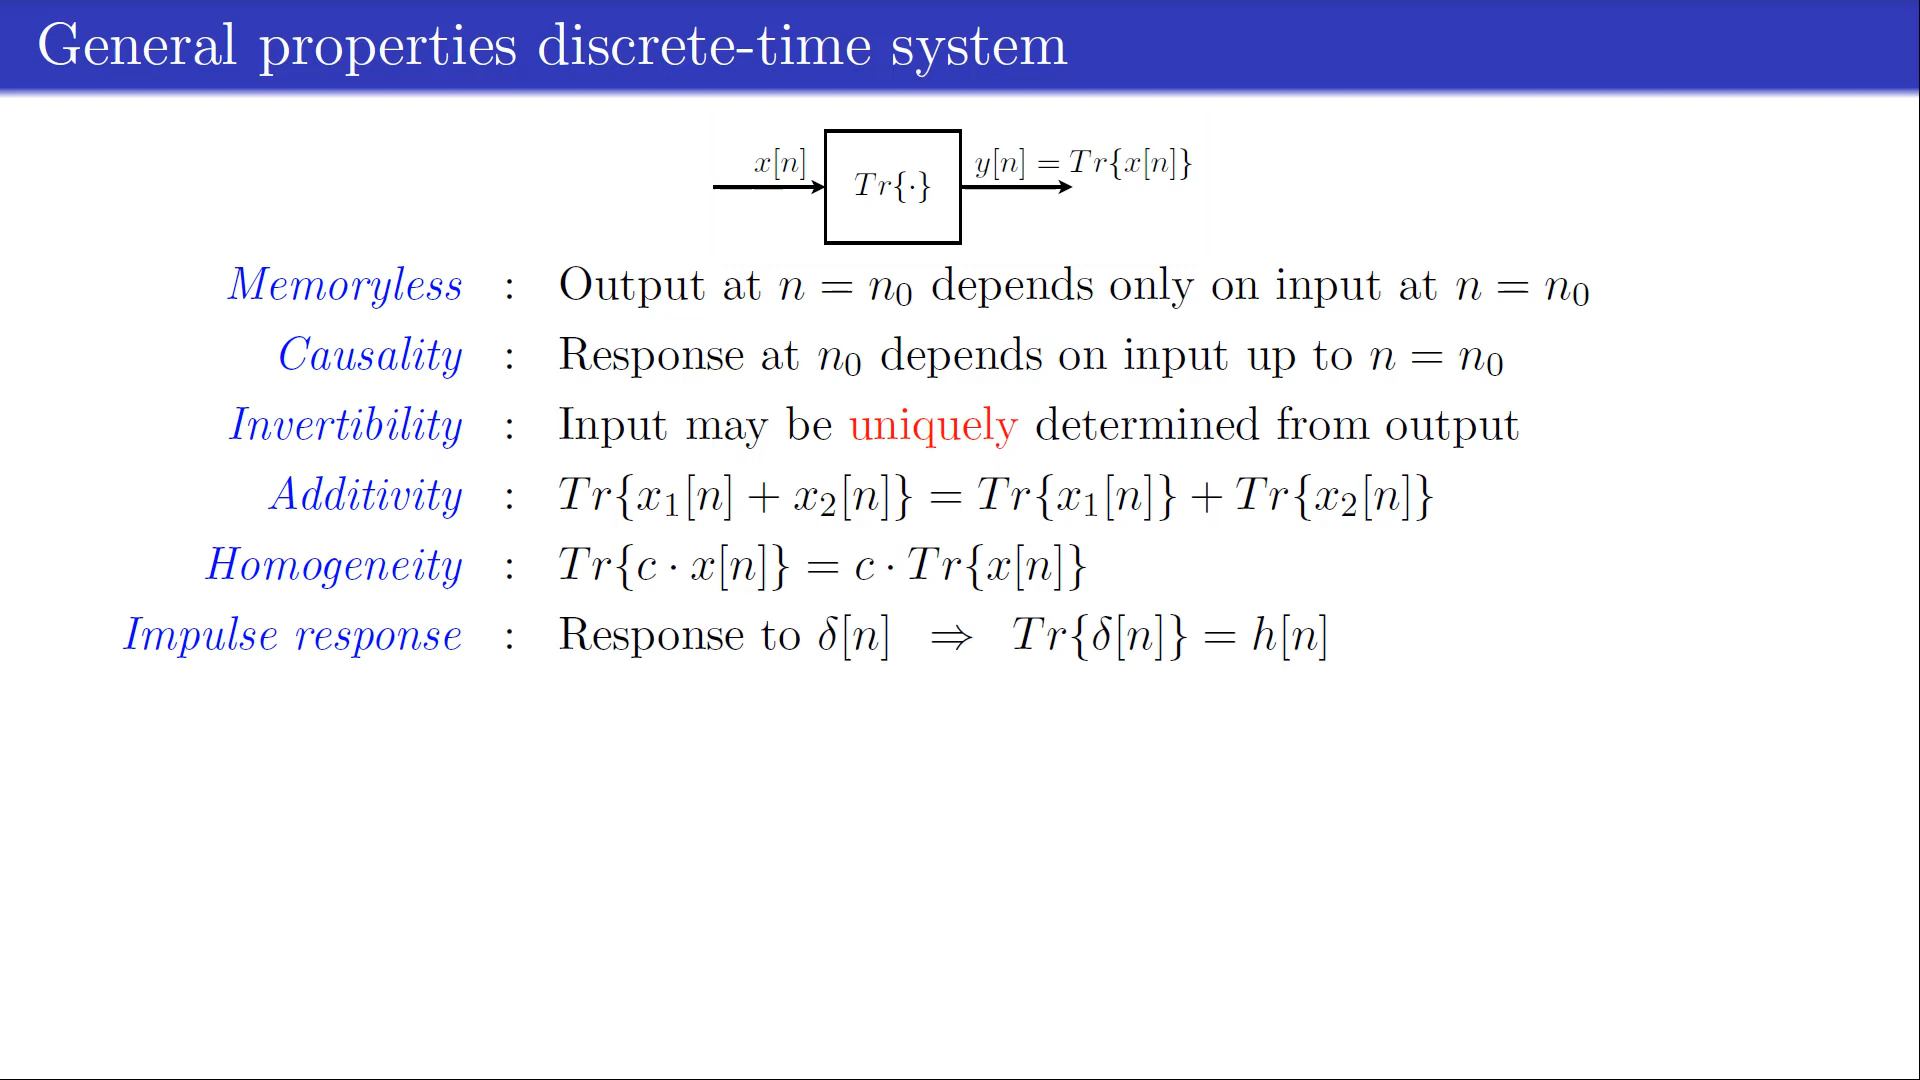 General properties discrete-time system
x[n] Tr{·} y[n] = Tr{x[n]}
Memoryless : Output at n = n₀ depends only on input at n = n₀
Causality : Response at n₀ depends on input up to n = n₀
Invertibility : Input may be uniquely determined from output
Additivity : Tr{x₁[n] + x₂[n]} = Tr{x₁[n]} + Tr{x₂[n]}
Homogeneity : Tr{c · x[n]} = c · Tr{x[n]}
Impulse response : Response to δ[n] ⇒ Tr{δ[n]} = h[n]